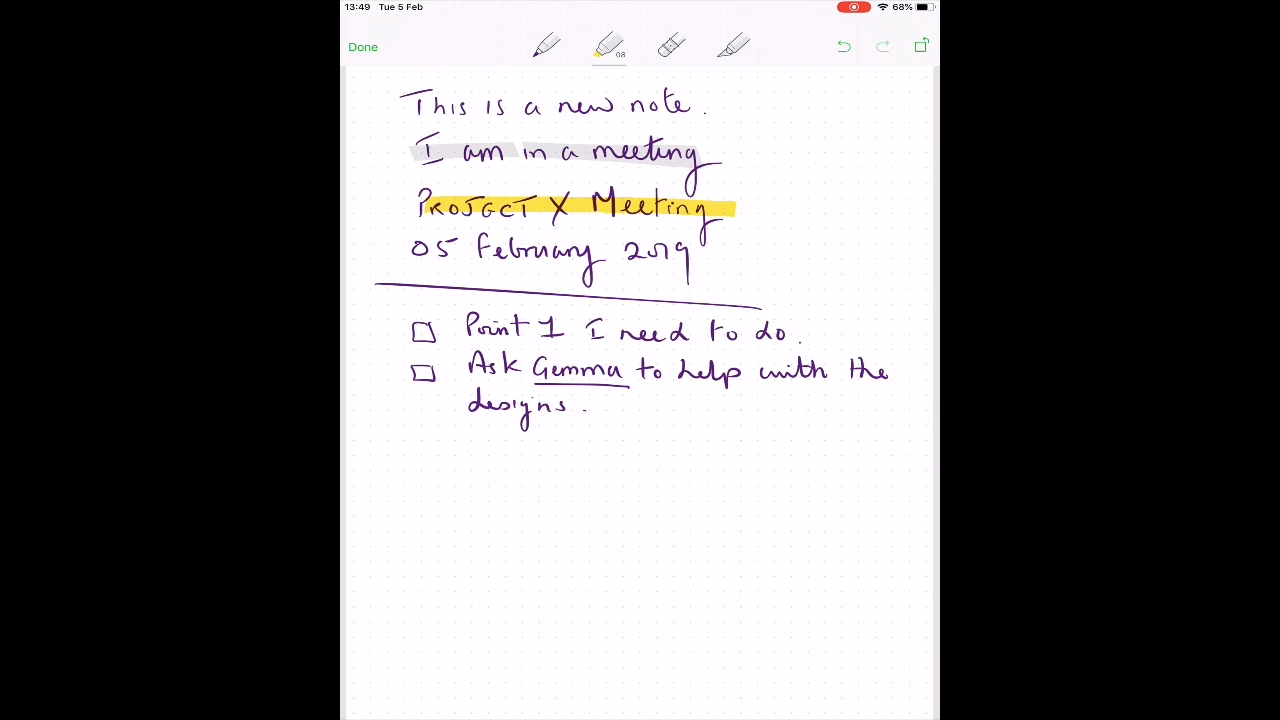 13:49 Tue 5 Feb 68%
Done 08
This is a new note.
I am in a meeting
PROJECT X Meeting
05 February 2019
Point 1 I need to do.
Ask Gemma to help with the
designs.